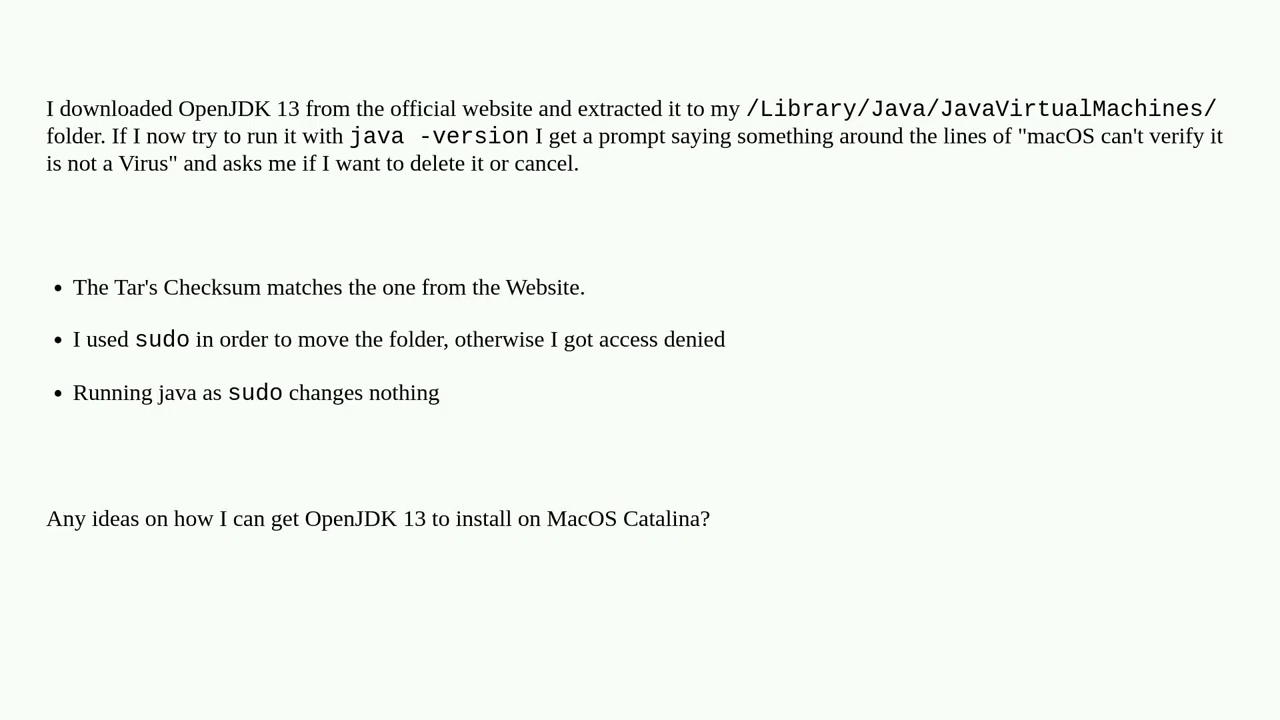 I downloaded OpenJDK 13 from the official website and extracted it to my /Library/Java/JavaVirtualMachines/
folder. If I now try to run it with java -version I get a prompt saying something around the lines of "macOS can't verify it
is not a Virus" and asks me if I want to delete it or cancel.
• The Tar's Checksum matches the one from the Website.
• I used sudo in order to move the folder, otherwise I got access denied
• Running java as sudo changes nothing
Any ideas on how I can get OpenJDK 13 to install on MacOS Catalina?